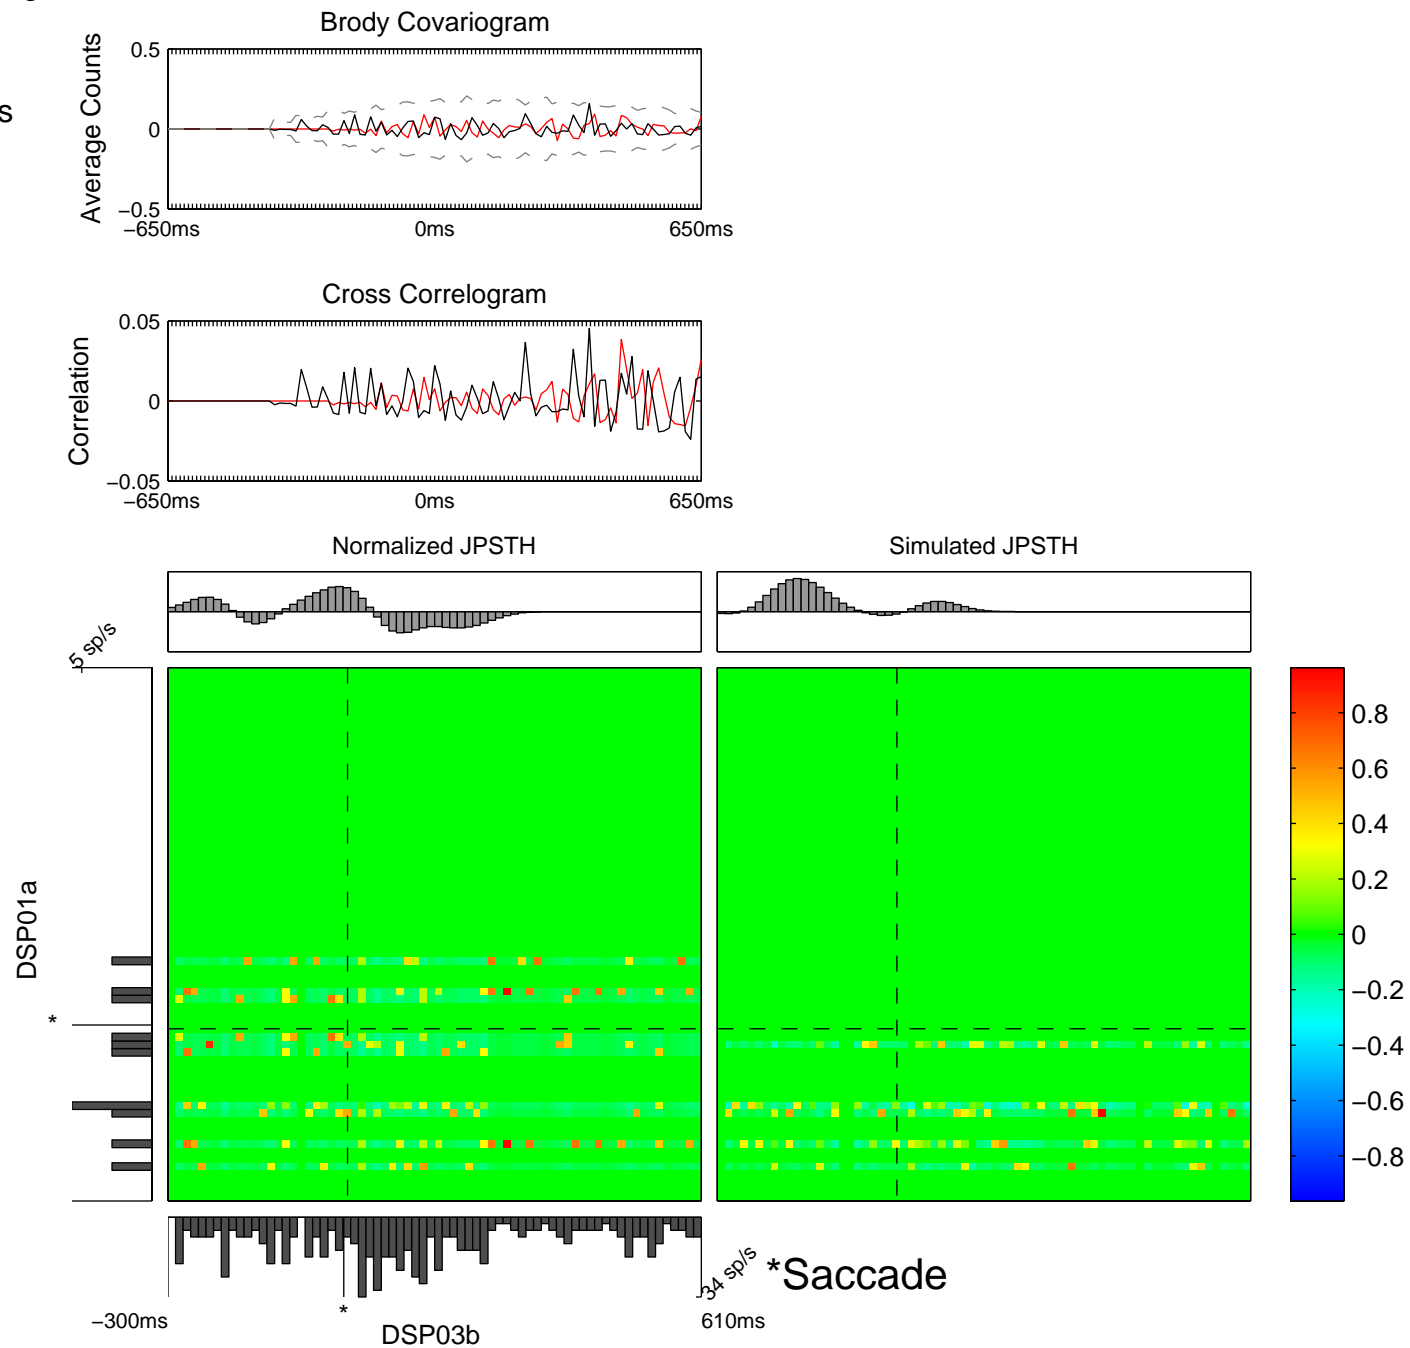 Brody Covariogram
Average Counts
0.5
0
−0.5
−650ms
0ms
650ms
s
Cross Correlogram
Correlation
0.05
0
−0.05
−650ms
0ms
650ms
Normalized JPSTH
Simulated JPSTH
5 sp/s
DSP01a
*
0.8
0.6
0.4
0.2
0
−0.2
−0.4
−0.6
−0.8
34 sp/s
*Saccade
*
−300ms
610ms
DSP03b